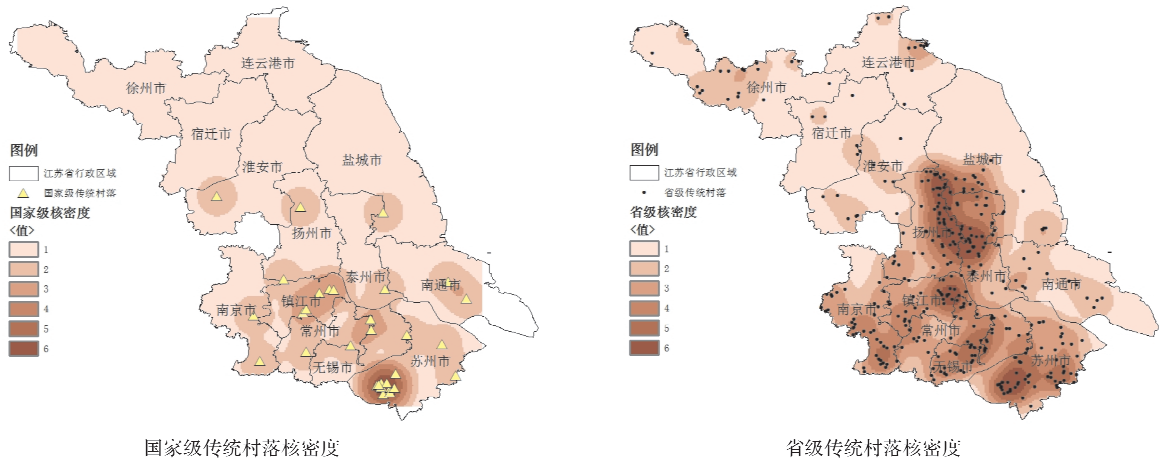 连云港市
徐州市
宿迁市
淮安市
盐城市
扬州市
泰州市
南通市
南京市
镇江市
常州市
无锡市
苏州市
图例
江苏省行政区域
国家级传统村落
国家级核密度
<值>
1
2
3
4
5
6
国家级传统村落核密度
连云港市
徐州市
宿迁市
淮安市
盐城市
扬州市
泰州市
南通市
南京市
镇江市
常州市
无锡市
苏州市
图例
江苏省行政区域
省级传统村落
省级核密度
<值>
1
2
3
4
5
6
省级传统村落核密度